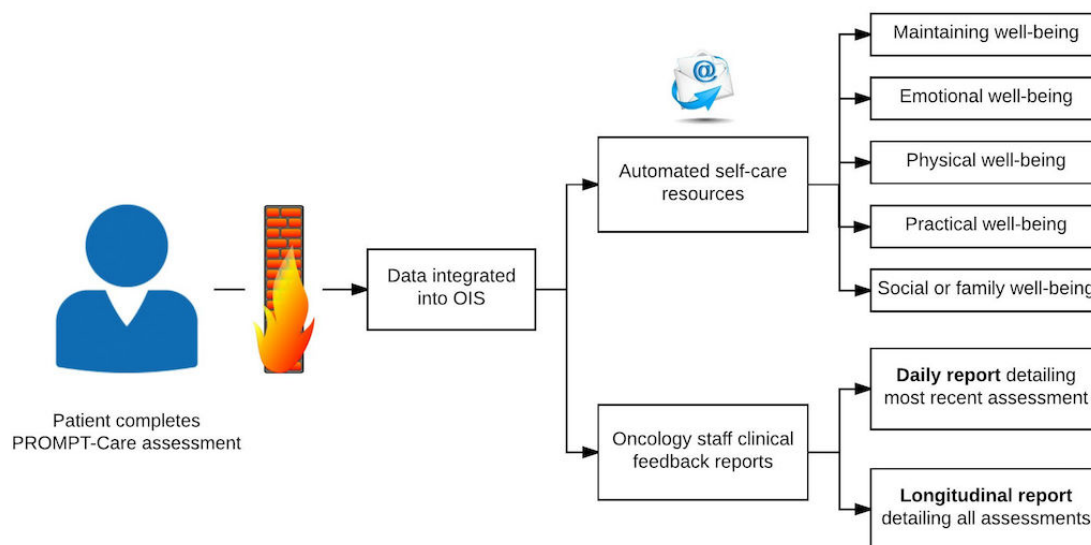 Maintaining well-being
Emotional well-being
@
Automated self-care
resources
Physical well-being
Practical well-being
Social or family well-being
Data integrated
into OIS
Patient completes
PROMPT-Care assessment
Oncology staff clinical
feedback reports
Daily report detailing
most recent assessment
Longitudinal report
detailing all assessments